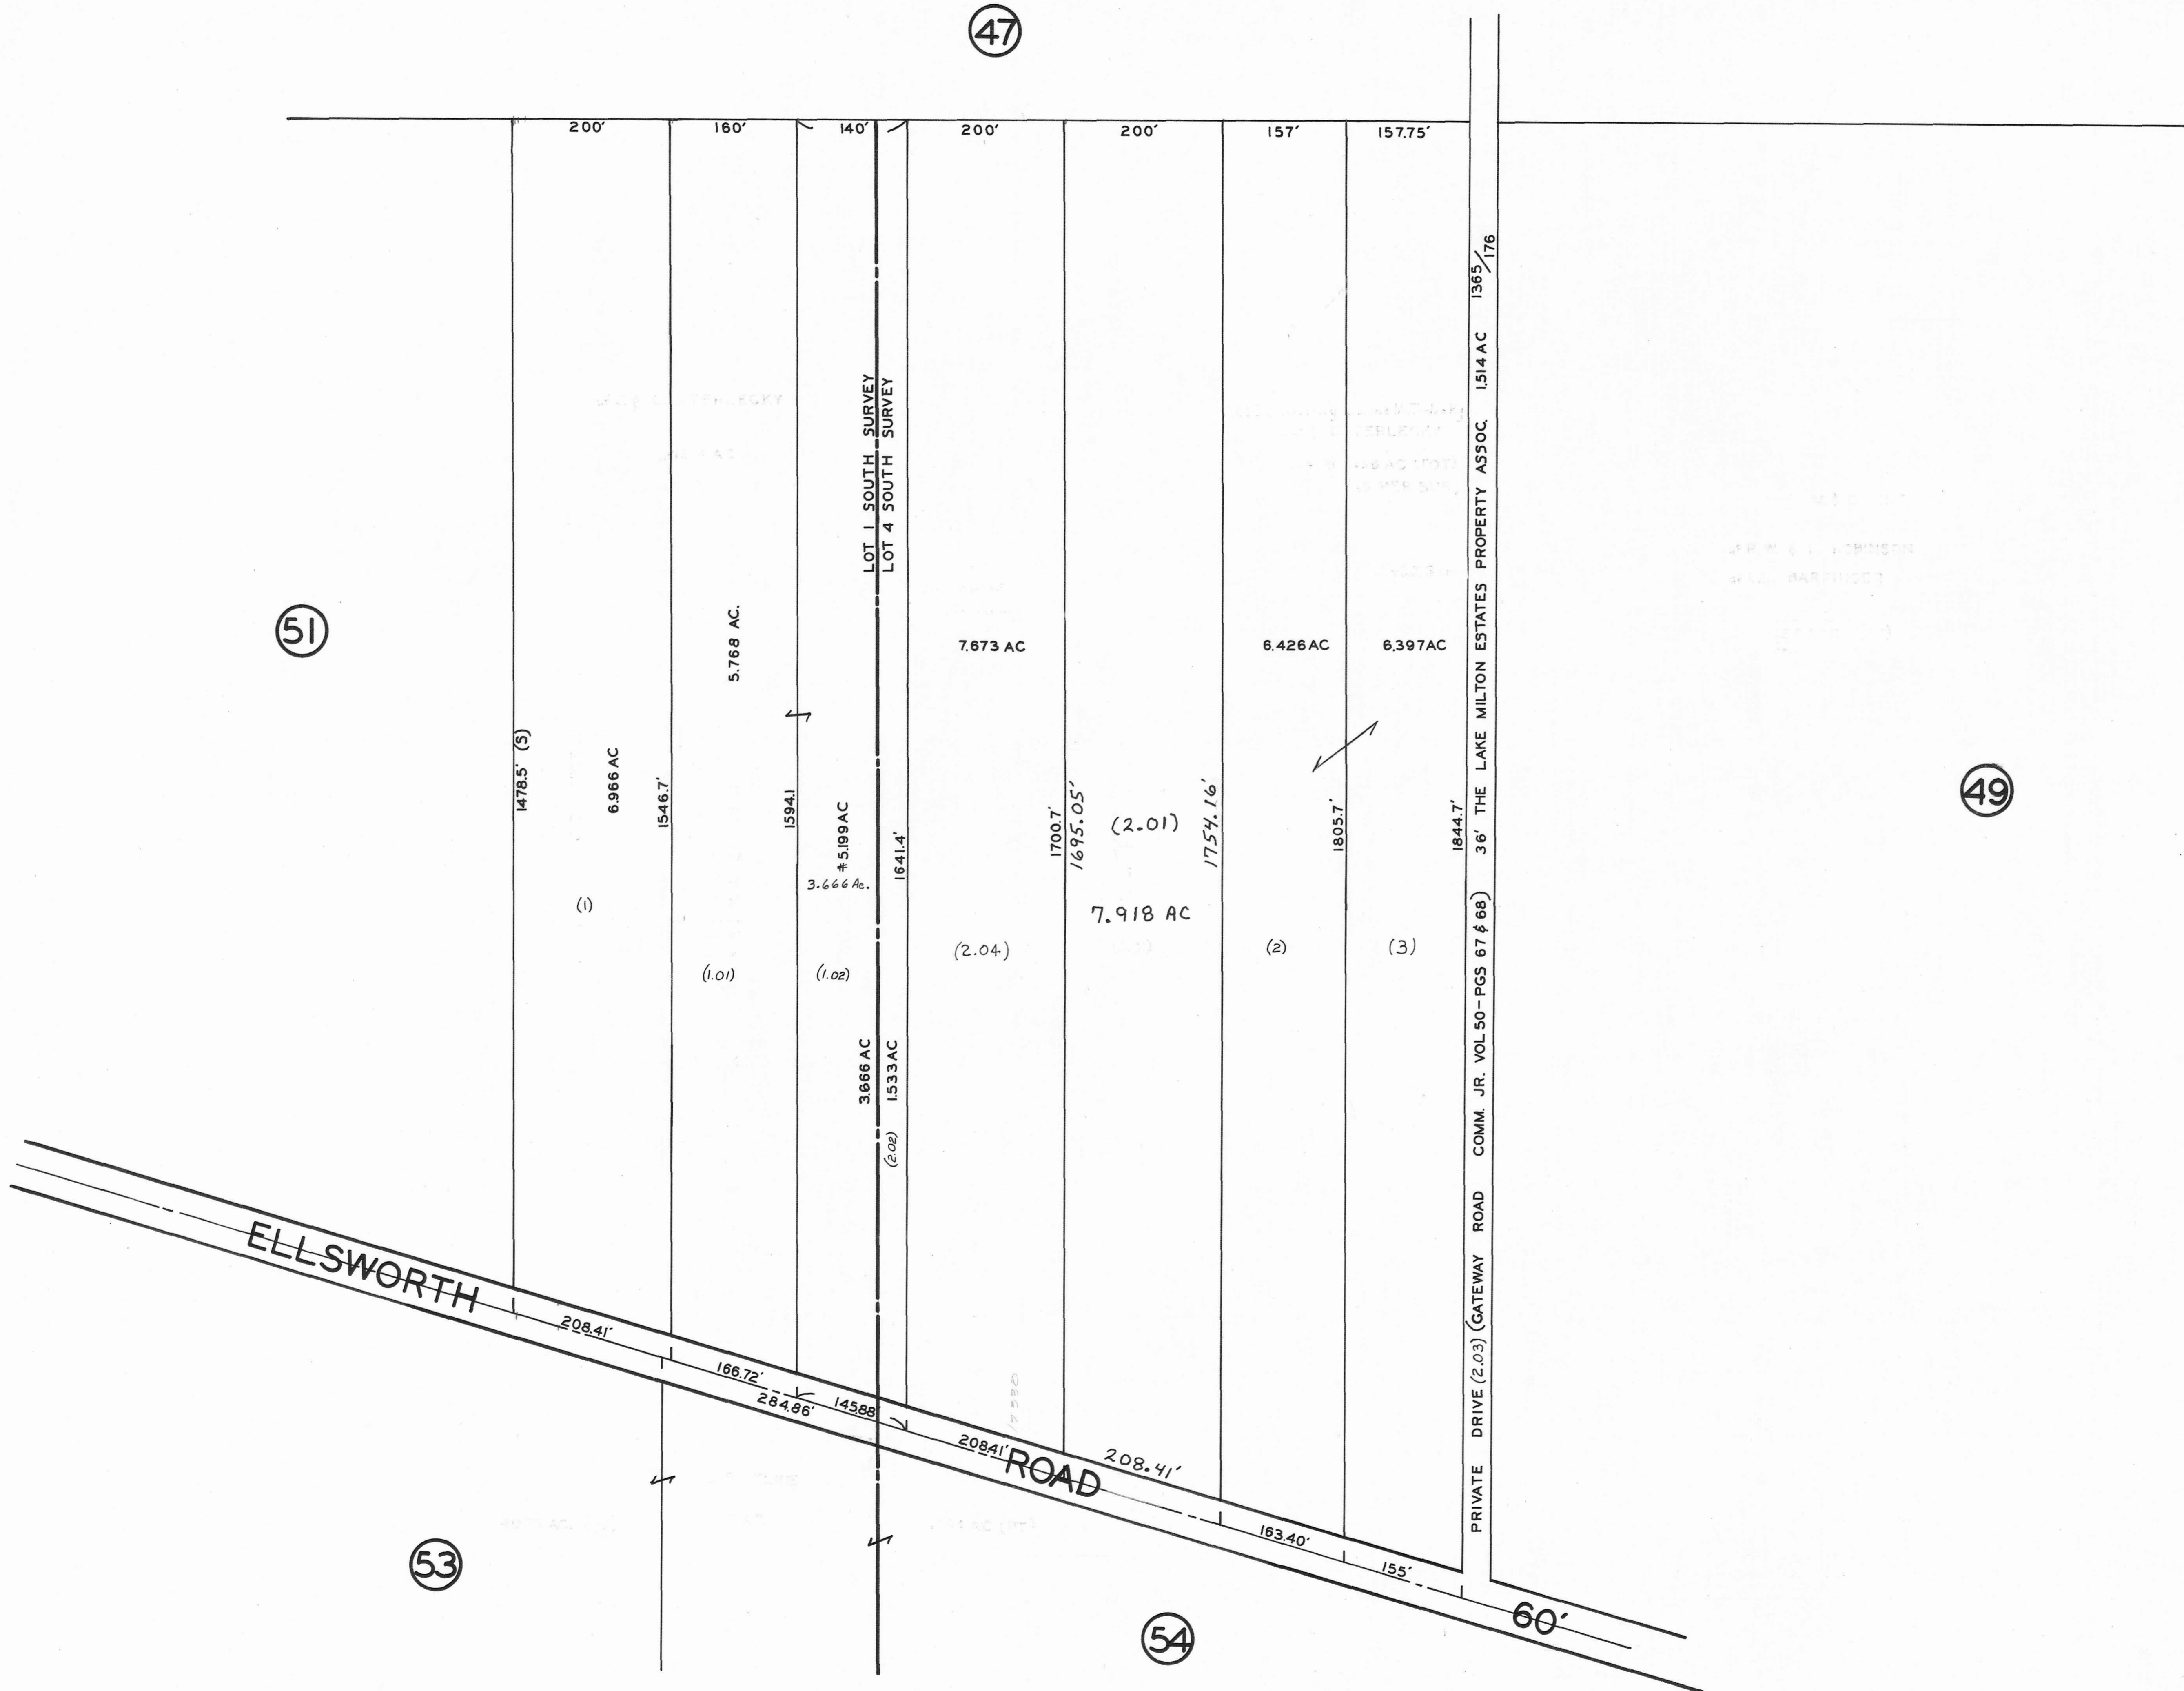 47
200'
160'
140'
200'
200'
157'
157.75'
51
49
53
54
1478.5' (S)
6.966 AC
(1)
1546.7'
5.768 AC.
(1.01)
1594.1
#5.199 AC
3.666 Ac.
(1.02)
3.666 AC
LOT 1 SOUTH SURVEY
LOT 4 SOUTH SURVEY
1.533 AC
(2.02)
1641.4'
7.673 AC
(2.04)
1700.7'
1695.05'
(2.01)
7.918 AC
1754.16'
6.426 AC
(2)
1805.7'
6.397 AC
(3)
1844.7'
PRIVATE DRIVE (2.03) (GATEWAY ROAD COMM. JR. VOL 50-PGS 67 & 68) 36' THE LAKE MILTON ESTATES PROPERTY ASSOC. 1.514 AC 1365/176
ELLSWORTH ROAD 60'
208.41'
166.72'
284.86'
145.88'
208.41'
208.41'
163.40'
155'